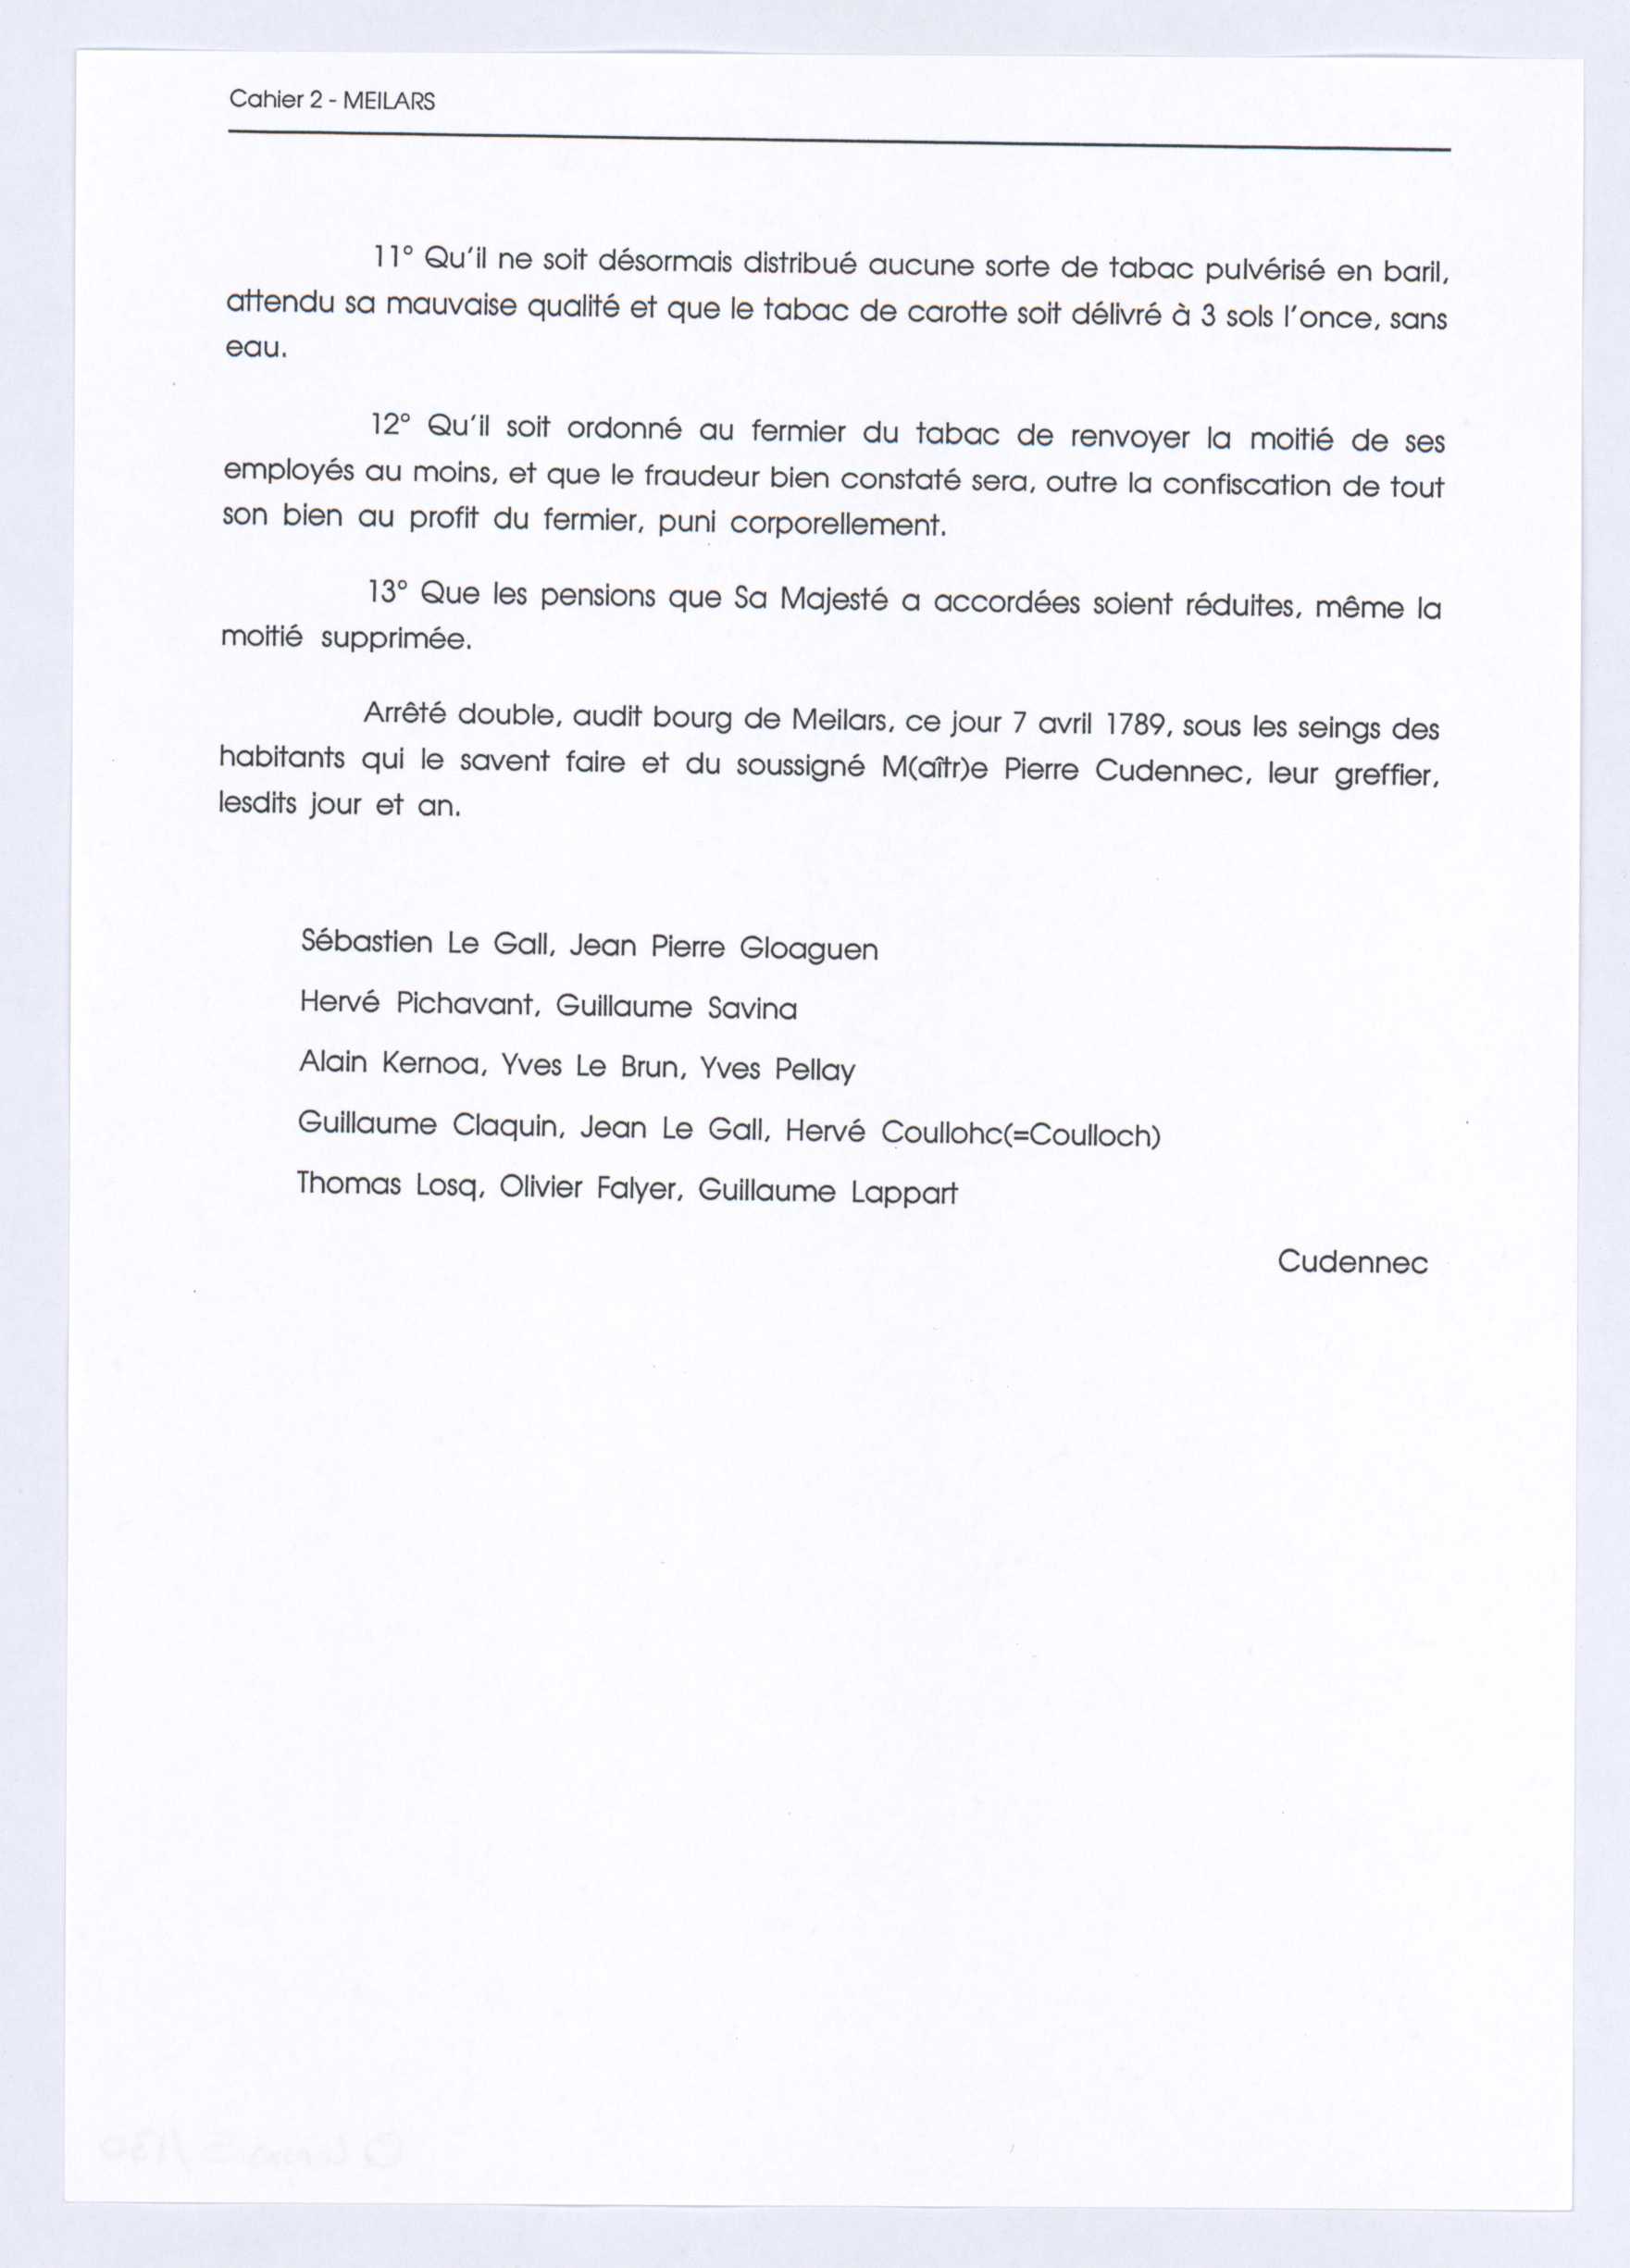 Cahier 2 - MEILARS
11° Qu'il ne soit désormais distribué aucune sorte de tabac pulvérisé en baril,
attendu sa mauvaise qualité et que le tabac de carotte soit délivré à 3 sols l'once, sans
eau.
12° Qu'il soit ordonné au fermier du tabac de renvoyer la moitié de ses
employés au moins, et que le fraudeur bien constaté sera, outre la confiscation de tout
son bien au profit du fermier, puni corporellement.
13° Que les pensions que Sa Majesté a accordées soient réduites, même la
moitié supprimée.
Arrêté double, audit bourg de Meilars, ce jour 7 avril 1789, sous les seings des
habitants qui le savent faire et du soussigné M(aîtr)e Pierre Cudennec, leur greffier,
lesdits jour et an.
Sébastien Le Gall, Jean Pierre Gloaguen
Hervé Pichavant, Guillaume Savina
Alain Kernoa, Yves Le Brun, Yves Pellay
Guillaume Claquin, Jean Le Gall, Hervé Coullohc(=Coulloch)
Thomas Losq, Olivier Falyer, Guillaume Lappart
Cudennec